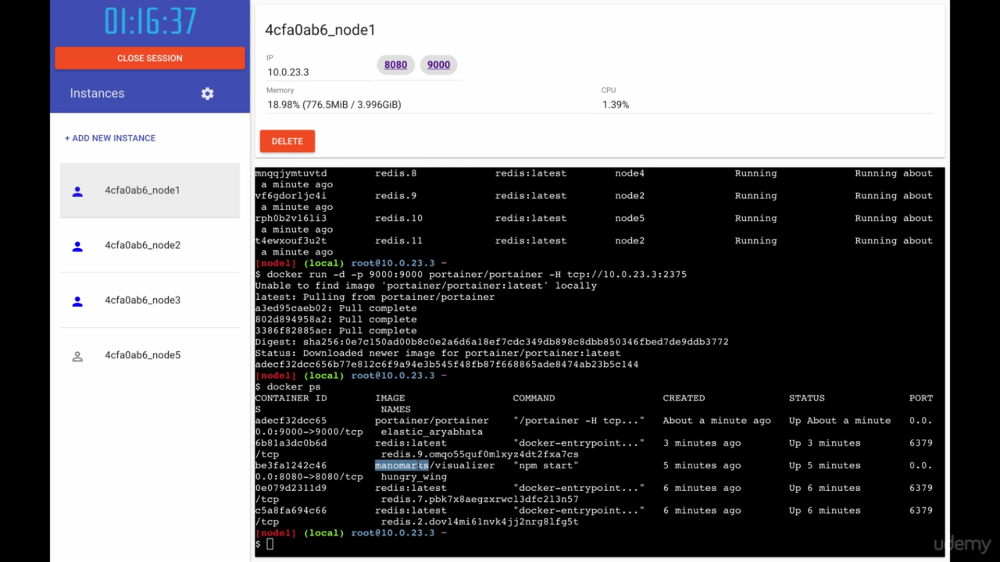 01:16:37
CLOSE SESSION
Instances
+ ADD NEW INSTANCE
4cfa0ab6_node1
4cfa0ab6_node2
4cfa0ab6_node3
4cfa0ab6_node5
4cfa0ab6_node1
IP
10.0.23.3
8080 9000
Memory
18.98% (776.5MiB / 3.996GiB)
CPU
1.39%
DELETE
mnqqjymtuvtd redis.8 redis:latest node4 Running Running about
a minute ago
vf6gdorljc4i redis.9 redis:latest node2 Running Running about
a minute ago
rph0b2vl6li3 redis.10 redis:latest node5 Running Running about
a minute ago
t4ewxouf3u2t redis.11 redis:latest node2 Running Running about
a minute ago
[node1] (local) root@10.0.23.3 ~
$ docker run -d -p 9000:9000 portainer/portainer -H tcp://10.0.23.3:2375
Unable to find image 'portainer/portainer:latest' locally
latest: Pulling from portainer/portainer
a3ed95caeb02: Pull complete
802d894958a2: Pull complete
3386f82885ac: Pull complete
Digest: sha256:0e7c150ad00b8c0e2a6d6a18ef7cdc349db898c8dbb850346fbed7de9ddb3772
Status: Downloaded newer image for portainer/portainer:latest
adecf32dcc656b77e812c6f9a94e3b545f48fb87f668865ade8474ab23b5c144
[node1] (local) root@10.0.23.3 ~
$ docker ps
CONTAINER ID IMAGE COMMAND CREATED STATUS PORT
S NAMES
adecf32dcc65 portainer/portainer "/portainer -H tcp..." About a minute ago Up About a minute 0.0.
0.0:9000->9000/tcp elastic_aryabhata
6b81a3dc0b6d redis:latest "docker-entrypoint..." 3 minutes ago Up 3 minutes 6379
/tcp redis.9.omqo55quf0mlxyz4dt2fxa7cs
be3fa1242c46 manomarks/visualizer "npm start" 5 minutes ago Up 5 minutes 0.0.
0.0:8080->8080/tcp hungry_wing
0e079d2311d9 redis:latest "docker-entrypoint..." 6 minutes ago Up 6 minutes 6379
/tcp redis.7.pbk7x8aegzxrwcl3dfc2l3n57
c5a8fa694c66 redis:latest "docker-entrypoint..." 6 minutes ago Up 6 minutes 6379
/tcp redis.2.dovl4mi61nvk4jj2nrg8lfg5t
[node1] (local) root@10.0.23.3 ~
$
udemy